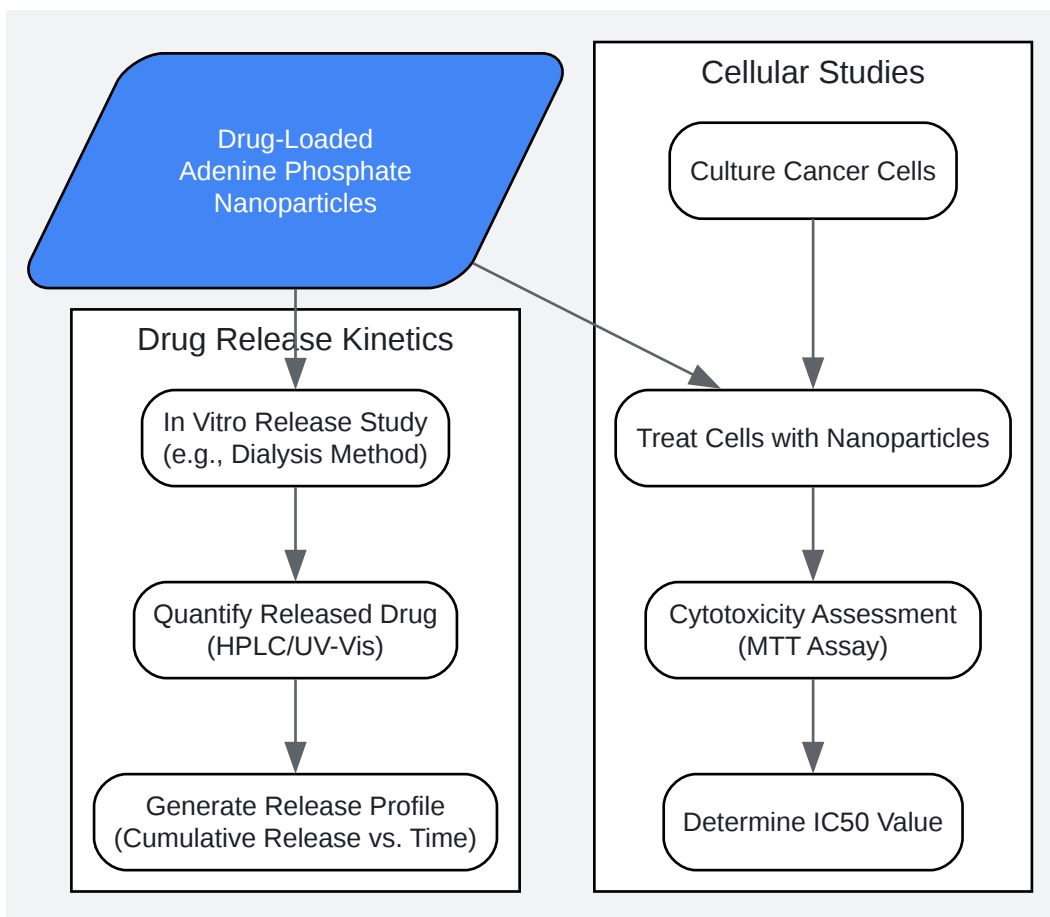 Drug-Loaded
Adenine Phosphate
Nanoparticles
Drug Release Kinetics
In Vitro Release Study
(e.g., Dialysis Method)
Quantify Released Drug
(HPLC/UV-Vis)
Generate Release Profile
(Cumulative Release vs. Time)
Cellular Studies
Culture Cancer Cells
Treat Cells with Nanoparticles
Cytotoxicity Assessment
(MTT Assay)
Determine IC50 Value